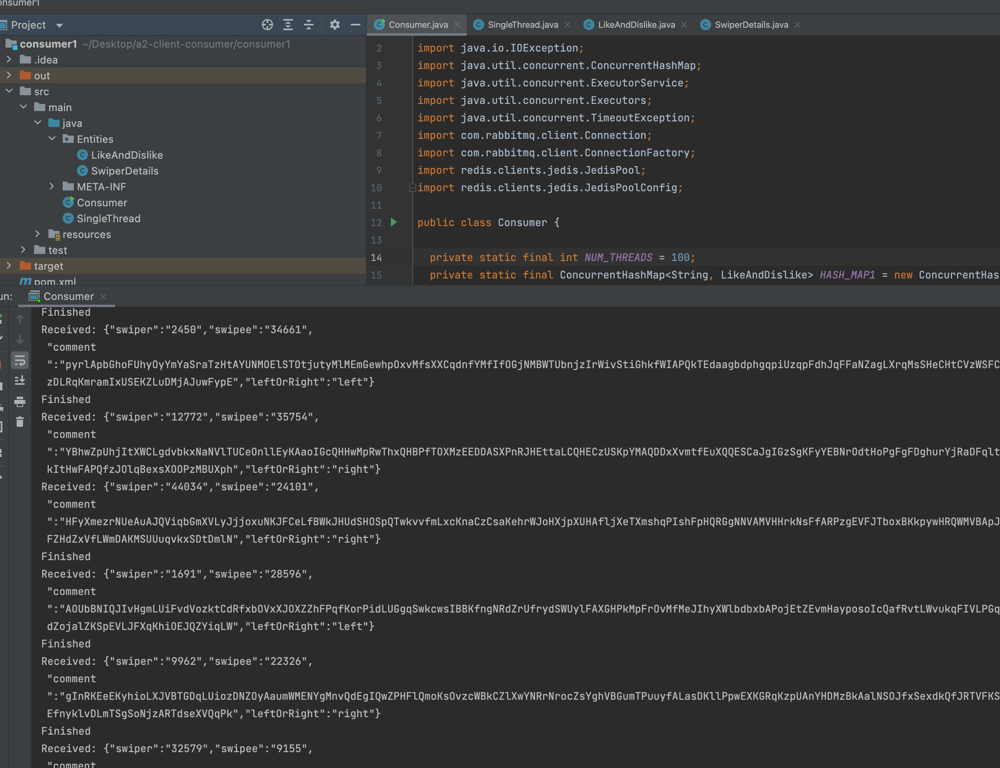 Project
consumer1 ~/Desktop/a2-client-consumer/consumer1
.idea
out
src
main
java
Entities
LikeAndDislike
SwiperDetails
META-INF
Consumer
SingleThread
resources
test
target
pom.xml
Consumer.java
SingleThread.java
LikeAndDislike.java
SwiperDetails.java
2 import java.io.IOException;
3 import java.util.concurrent.ConcurrentHashMap;
4 import java.util.concurrent.ExecutorService;
5 import java.util.concurrent.Executors;
6 import java.util.concurrent.TimeoutException;
7 import com.rabbitmq.client.Connection;
8 import com.rabbitmq.client.ConnectionFactory;
9 import redis.clients.jedis.JedisPool;
10 import redis.clients.jedis.JedisPoolConfig;
11
12 public class Consumer {
13
14 private static final int NUM_THREADS = 100;
15 private static final ConcurrentHashMap<String, LikeAndDislike> HASH_MAP1 = new ConcurrentHas
Consumer
Finished
Received: {"swiper":"2450","swipee":"34661",
"comment
":"pyrlApbGhoFUhyOyYmYaSraTzHtAYUNMOElSTOtjutyMlMEmGewhpOxvMfsXXCqdnfYMfIfOGjNMBWTUbnjzIrWivStiGhkfWIAPQkTEdaagbdphgqpiUzqpFdhJqFFaNZagLXrqMsSHeCHtCVzWSFC
zDLRqKmramIxUSEKZLuDMjAJuwFypE","leftOrRight":"left"}
Finished
Received: {"swiper":"12772","swipee":"35754",
"comment
":"YBhwZpUhjItXWCLgdvbkxNaNVlTUCeOnllEyKAaoIGcQHHwMpRwThxQHBPfTOXMzEEDDASXPnRJHEttaLCQHECzUSKpYMAQDDxXvmtfEuXQQESCaJgIGzSgKFyYEBNrOdtHoPgFgFDghurYjRaDFqlt
kItHwFAPQfzJOlqBexsXOOPzMBUXph","leftOrRight":"right"}
Received: {"swiper":"44034","swipee":"24101",
"comment
":"HFyXmezrNUeAuAJQViqbGmXVLyJjjoxuNKJFCeLfBWkJHUdSHOSpQTwkvvfmLxcKnaCzCsaKehrWJoHXjpXUHAfljXeTXmshqPIshFpHQRGgNNVAMVHHrkNsFfARPzgEVFJTboxBKkpywHRQWMVBApJ
FZHdZxVfLWmDAKMSUUuqvkxSDtDmlN","leftOrRight":"right"}
Finished
Received: {"swiper":"1691","swipee":"28596",
"comment
":"AOUbBNIQJIvHgmLUiFvdVozktCdRfxbOVxXJOXZZhFPqfKorPidLUGgqSwkcwsIBBKfngNRdZrUfrydSWUylFAXGHPkMpFrOvMfMeJIhyXWlbdbxbAPojEtZEvmHayposoIcQafRvtLWvukqFIVLPGq
dZojalZKSpEVLJFXqKhiOEJQZYiqLW","leftOrRight":"left"}
Finished
Received: {"swiper":"9962","swipee":"22326",
"comment
":"gInRKEeEKyhioLXJVBTGDqLUiozDNZOyAaumWMENYgMnvQdEgIQwZPHFlQmoKsOvzcWBkCZlXwYNRrNrocZsYghVBGumTPuuyfALasDKllPpwEXKGRqKzpUAnYHDMzBkAalNSOJfxSexdkQfJRTVFKS
EfnyklvDLmTSgSoNjzARTdseXVQqPk","leftOrRight":"right"}
Finished
Received: {"swiper":"32579","swipee":"9155",
"comment